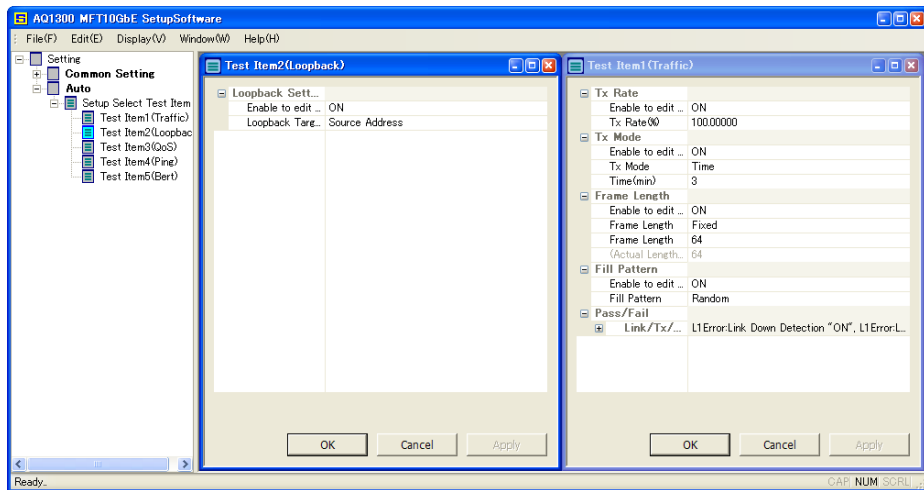 AQ1300 MFT10GbE SetupSoftware
File(F) Edit(E) Display(V) Window(W) Help(H)
Setting
Common Setting
Auto
Setup Select Test Item
Test Item1(Traffic)
Test Item2(Loopbac
Test Item3(QoS)
Test Item4(Ping)
Test Item5(Bert)
Test Item2(Loopback)
Loopback Sett...
Enable to edit ... ON
Loopback Targ... Source Address
OK Cancel Apply
Test Item1(Traffic)
Tx Rate
Enable to edit ... ON
Tx Rate(%) 100.00000
Tx Mode
Enable to edit ... ON
Tx Mode Time
Time(min) 3
Frame Length
Enable to edit ... ON
Frame Length Fixed
Frame Length 64
(Actual Length... 64
Fill Pattern
Enable to edit ... ON
Fill Pattern Random
Pass/Fail
Link/Tx/... L1Error:Link Down Detection "ON", L1Error:L...
OK Cancel Apply
Ready.
CAP NUM SCRL